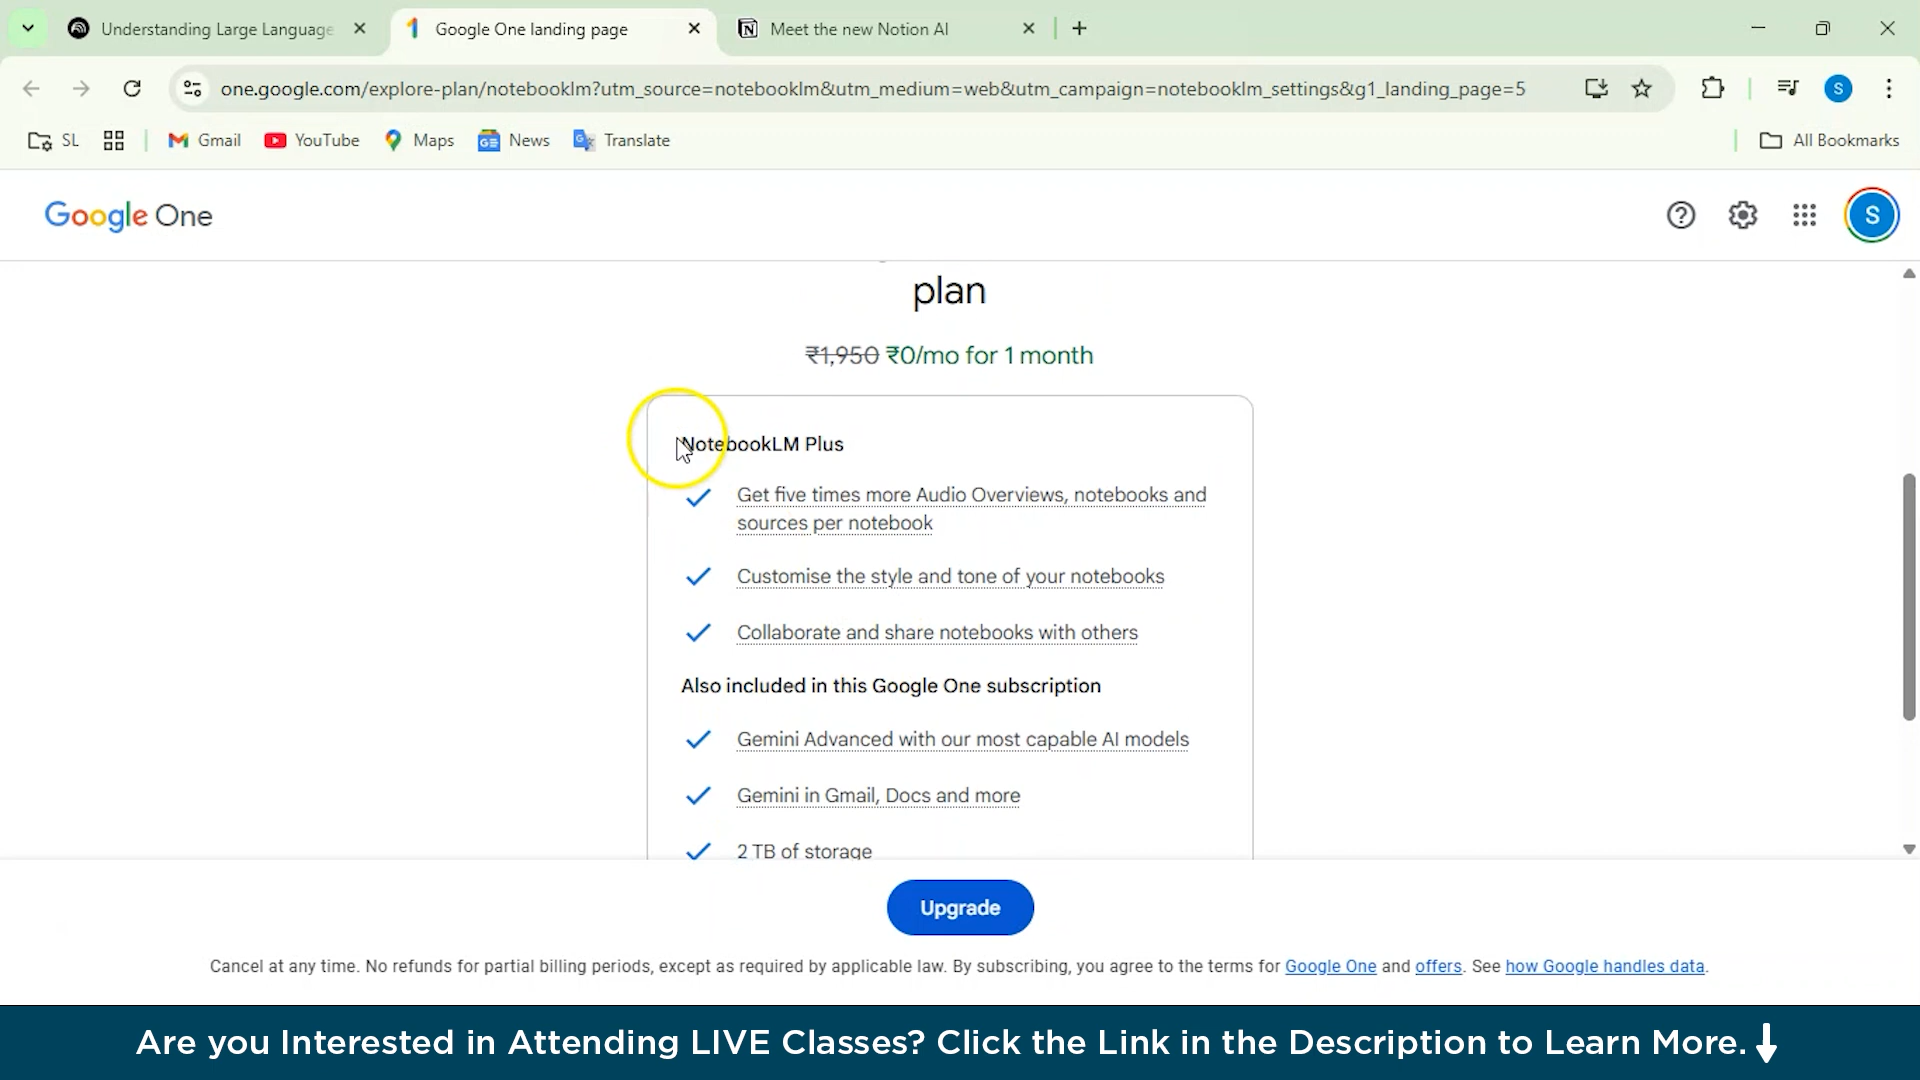 Understanding Large Language
Google One landing page
Meet the new Notion AI
one.google.com/explore-plan/notebooklm?utm_source=notebooklm&utm_medium=web&utm_campaign=notebooklm_settings&g1_landing_page=5
S
SL
Gmail
YouTube
Maps
News
Translate
All Bookmarks
Google One
S
plan
₹1,950 ₹0/mo for 1 month
NotebookLM Plus
Get five times more Audio Overviews, notebooks and
sources per notebook
Customise the style and tone of your notebooks
Collaborate and share notebooks with others
Also included in this Google One subscription
Gemini Advanced with our most capable AI models
Gemini in Gmail, Docs and more
2 TB of storage
Upgrade
Cancel at any time. No refunds for partial billing periods, except as required by applicable law. By subscribing, you agree to the terms for Google One and offers. See how Google handles data.
Are you Interested in Attending LIVE Classes? Click the Link in the Description to Learn More.